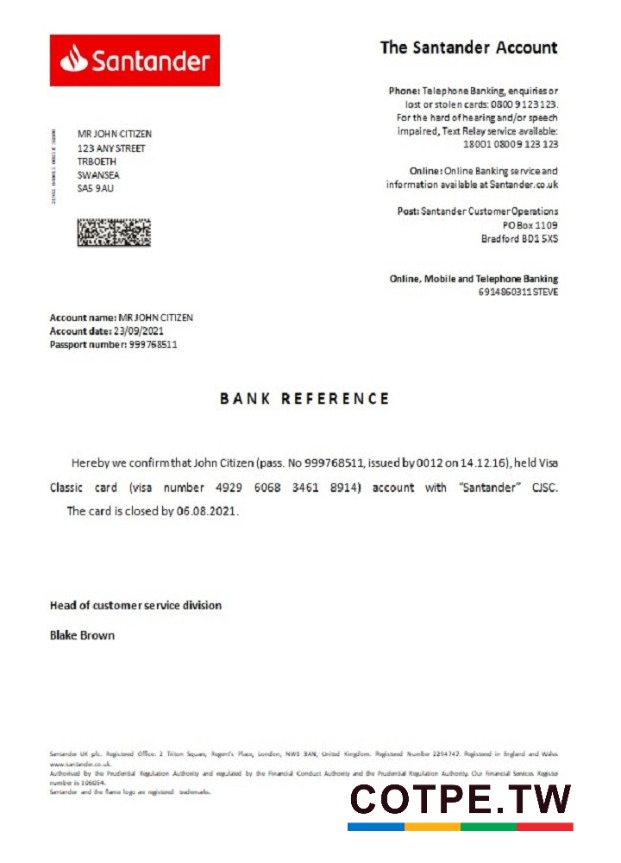 Santander
The Santander Account
Phone: Telephone Banking, enquiries or
lost or stolen cards: 0800 9 123 123.
For the hard of hearing and/or speech
impaired, Text Relay service available:
18001 0800 9 123 123
MR JOHN CITIZEN
123 ANY STREET
TRBOETH
SWANSEA
SA5 9AU
Online: Online Banking service and
information available at Santander.co.uk
Post: Santander Customer Operations
PO Box 1109
Bradford BD1 5XS
Online, Mobile and Telephone Banking
6914860311 STEVE
Account name: MR JOHN CITIZEN
Account date: 23/09/2021
Passport number: 999768511
BANK REFERENCE
Hereby we confirm that John Citizen (pass. No 999768511, issued by 0012 on 14.12.16), held Visa
Classic card (visa number 4929 6068 3461 8914) account with "Santander" CJSC.
The card is closed by 06.08.2021.
Head of customer service division
Blake Brown
Santander UK plc. Registered Office: 2 Triton Square, Regent's Place, London, NW1 3AN, United Kingdom. Registered Number 2294747. Registered in England and Wales
www.santander.co.uk.
Authorised by the Prudential Regulation Authority and regulated by the Financial Conduct Authority and the Prudential Regulation Authority. Our Financial Services Register
number is 106054.
Santander and the flame logo are registered trademarks.
COTPE.TW